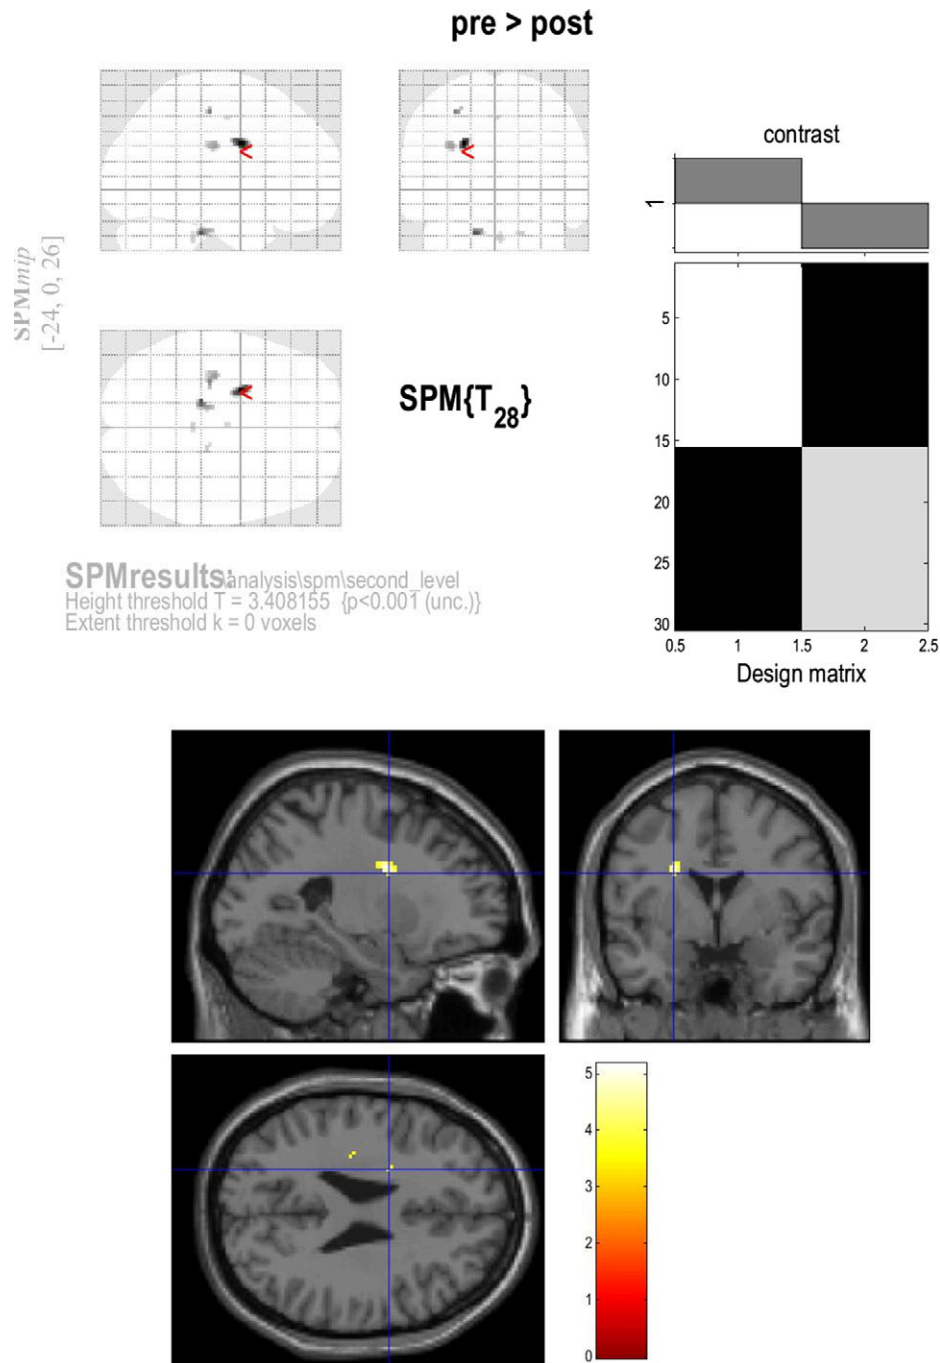 pre > post
SPMmip
[-24, 0, 26]
<
<
<
SPM{T28}
SPMresults: \analysis\spm\second_level
Height threshold T = 3.408155 {p<0.001 (unc.)}
Extent threshold k = 0 voxels
contrast
1
5
10
15
20
25
30
0.5 1 1.5 2 2.5
Design matrix
5
4
3
2
1
0